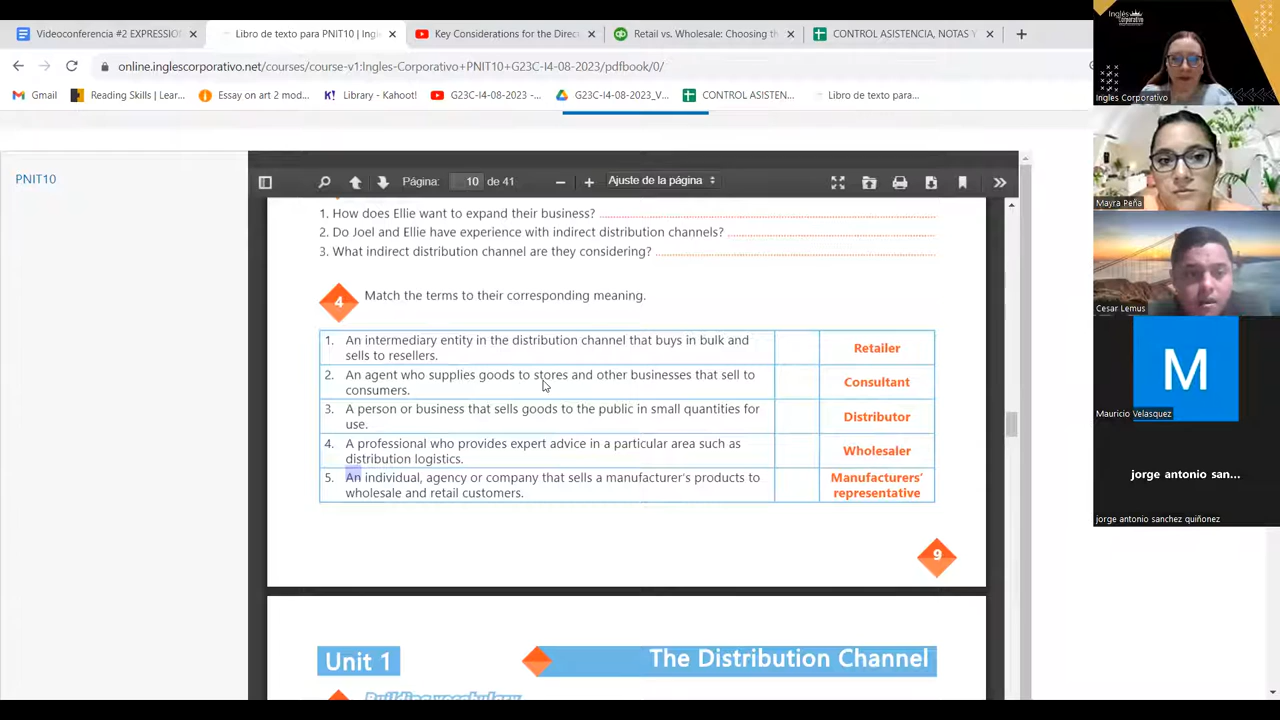 Videoconferencia #2 EXPRESSION
Libro de texto para PNIT10 | Ingl
Key Considerations for the Direc
Retail vs. Wholesale: Choosing th
CONTROL ASISTENCIA, NOTAS Y
online.inglescorporativo.net/courses/course-v1:Ingles-Corporativo+PNIT10+G23C-I4-08-2023/pdfbook/0/
Gmail
Reading Skills | Lear...
Essay on art 2 mod...
Library - Kahoo...
I4-08-2023 -...
G23C-I4-08-2023_V...
CONTROL ASISTEN...
Libro de texto para...
PNIT10
Página:
10
de 41
Ajuste de la página
1. How does Ellie want to expand their business?
2. Do Joel and Ellie have experience with indirect distribution channels?
3. What indirect distribution channel are they considering?
4
Match the terms to their corresponding meaning.
1. An intermediary entity in the distribution channel that buys in bulk and
sells to resellers.
Retailer
2. An agent who supplies goods to stores and other businesses that sell to
consumers.
Consultant
3. A person or business that sells goods to the public in small quantities for
use.
Distributor
4. A professional who provides expert advice in a particular area such as
distribution logistics.
Wholesaler
5. An individual, agency or company that sells a manufacturer's products to
wholesale and retail customers.
Manufacturers'
representative
9
Unit 1
The Distribution Channel
Building vocabulary
Inglés
Corporativo
Ingles Corporativo
Mayra Peña
Cesar Lemus
M
Mauricio Velasquez
jorge antonio san...
jorge antonio sanchez quiñonez